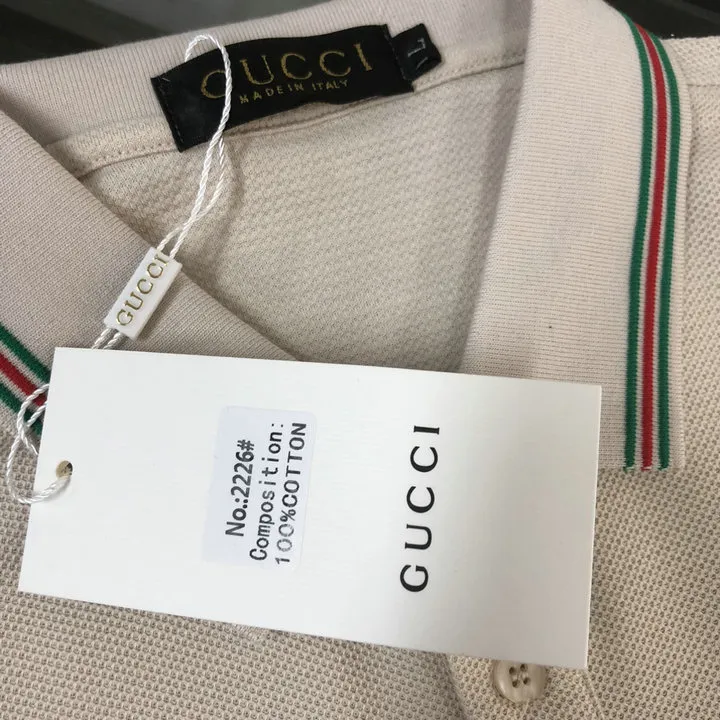 GUCCI
MADE IN ITALY
L
GUCCI
No.:2226#
Composition:
100%COTTON
GUCCI